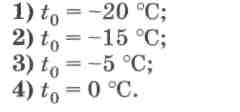 1) t₀ = −20 °C;
2) t₀ = −15 °C;
3) t₀ = −5 °C;
4) t₀ = 0 °C.